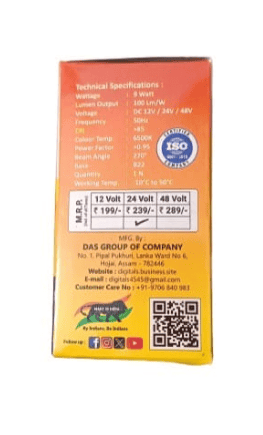 Technical Specifications :
Wattage : 9 Watt
Lumen Output : 100 Lm/W
Voltage : DC 12V / 24V / 48V
Frequency : 50Hz
CRI : >85
Colour Temp. : 6500K
Power Factor : >0.95
Beam Angle : 270°
Base : B22
Quantity : 1 N
Working Temp : -10°C to 50°C
CERTIFIED
ISO
COMPANY
M.R.P.
12 Volt 24 Volt 48 Volt
₹ 199/- ₹ 239/- ₹ 289/-
MFG. By :
DAS GROUP OF COMPANY
No. 1, Pipal Pukhuri, Lanka Ward No 6,
Hojai, Assam - 782446
Website : digitals.business.site
E-mail : digitals4545@gmail.com
Customer Care No : +91-9706 840 983
MAKE IN INDIA
By Indians, Be Indians
Follow us :